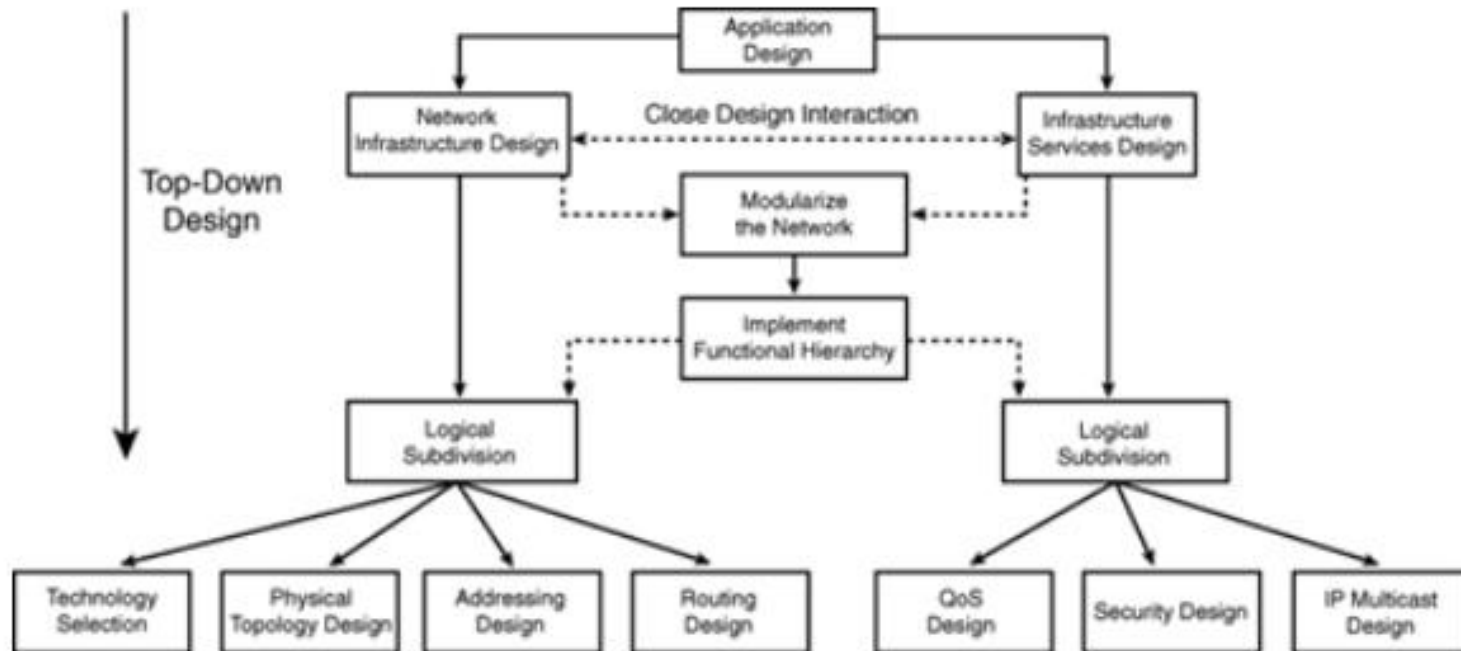 Application
Design
Network
Infrastructure Design
Close Design Interaction
Infrastructure
Services Design
Top-Down
Design
Modularize
the Network
Implement
Functional Hierarchy
Logical
Subdivision
Logical
Subdivision
Technology
Selection
Physical
Topology Design
Addressing
Design
Routing
Design
QoS
Design
Security Design
IP Multicast
Design